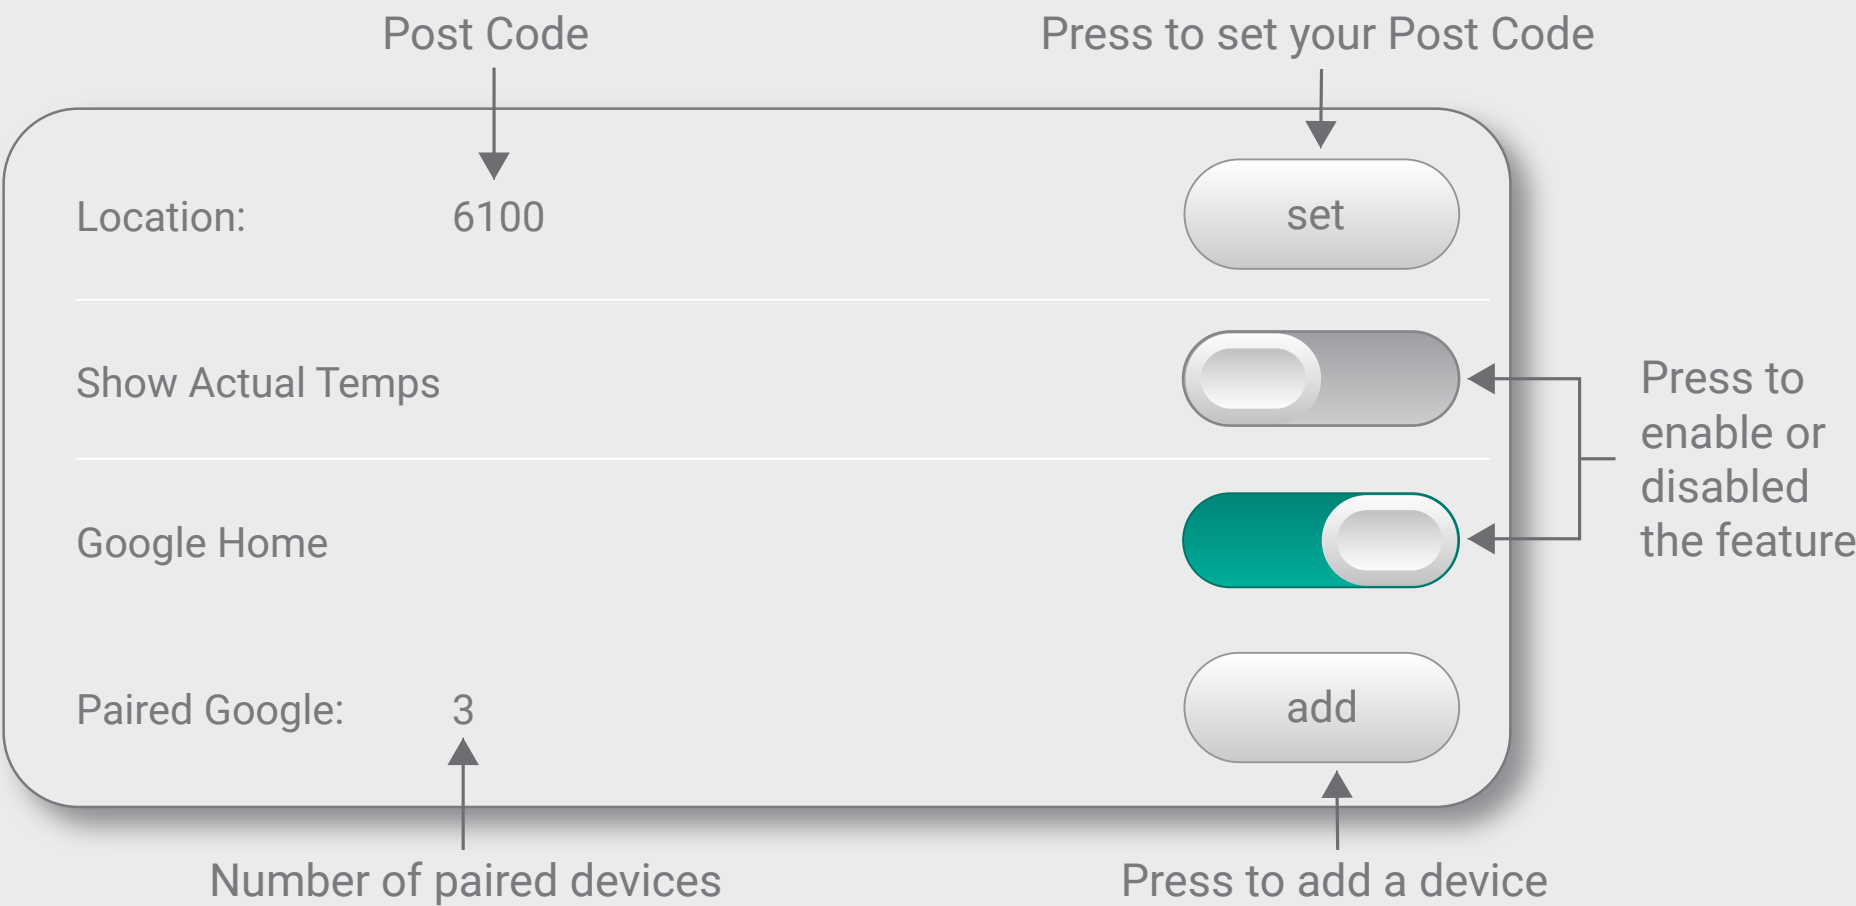 Post Code
Press to set your Post Code
Location: 6100
set
Show Actual Temps
Press to
enable or
disabled
the feature
Google Home
Paired Google: 3
add
Number of paired devices
Press to add a device